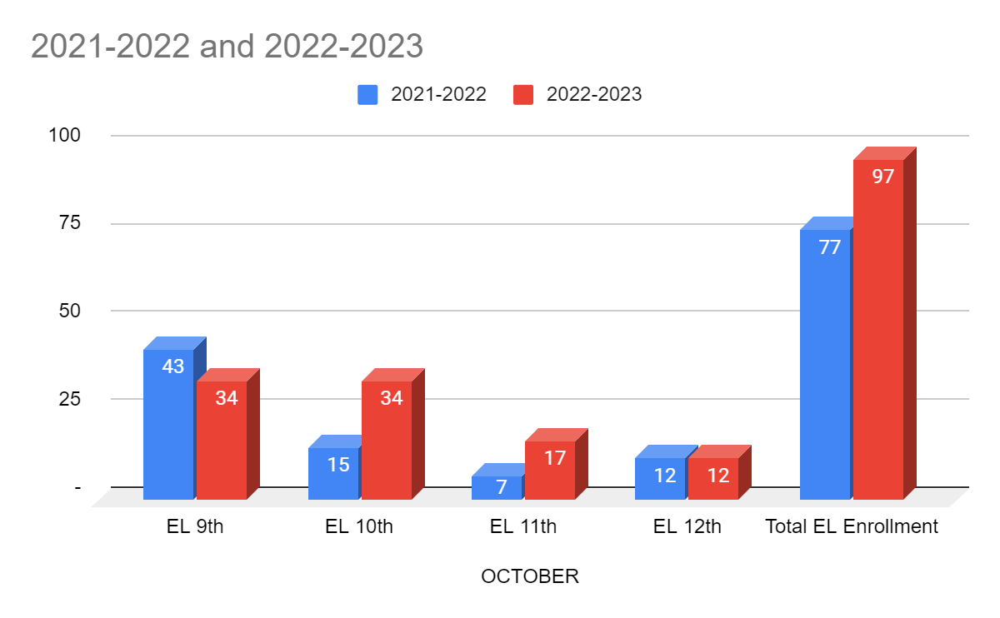 2021-2022 and 2022-2023
2021-2022 2022-2023
100
75
50
25
-
43 34 15 34 7 17 12 12 77 97
EL 9th EL 10th EL 11th EL 12th Total EL Enrollment
OCTOBER